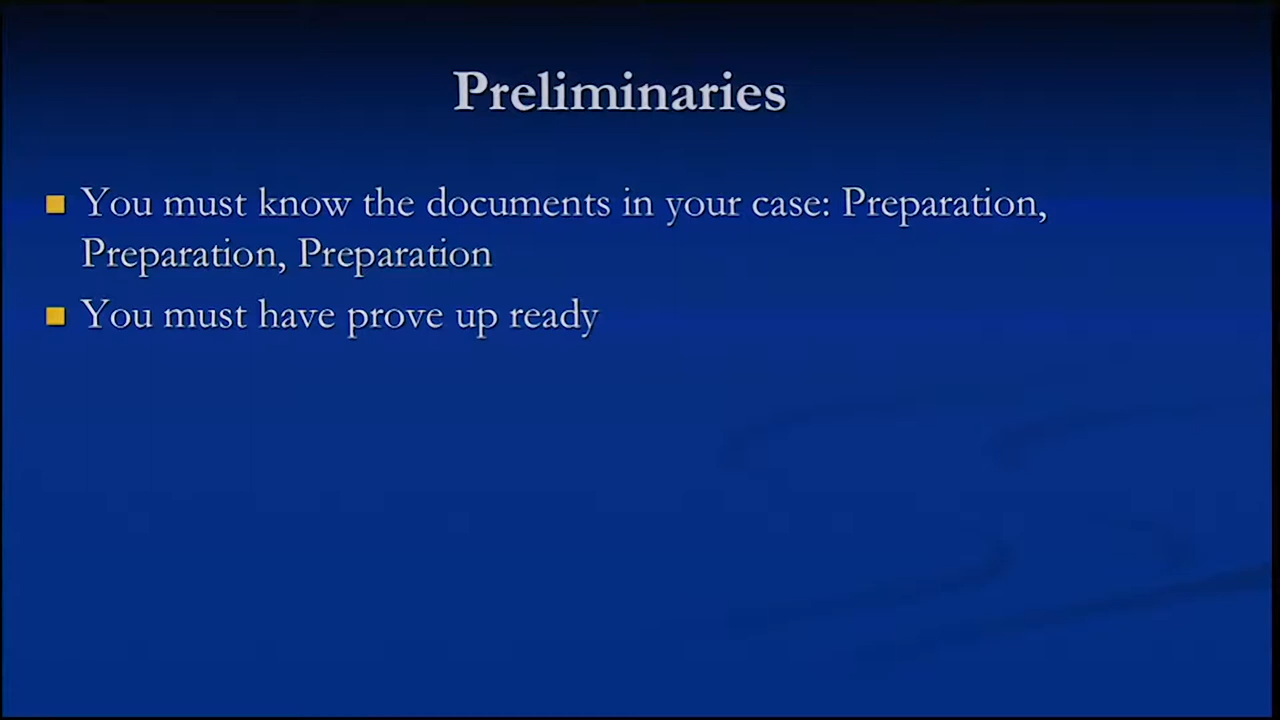 Preliminaries
You must know the documents in your case: Preparation,
Preparation, Preparation
You must have prove up ready